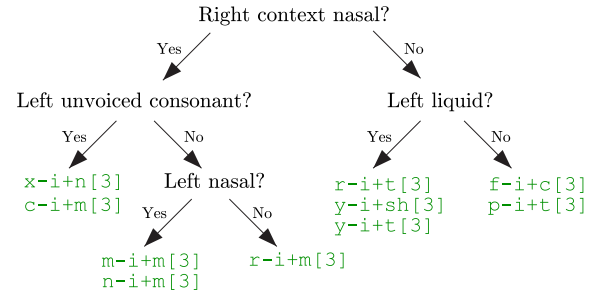 Right context nasal?
Yes No
Left unvoiced consonant? Left liquid?
Yes No Yes No
x-i+n[3] Left nasal? r-i+t[3] f-i+c[3]
c-i+m[3] y-i+sh[3] p-i+t[3]
Yes No y-i+t[3]
m-i+m[3] r-i+m[3]
n-i+m[3]